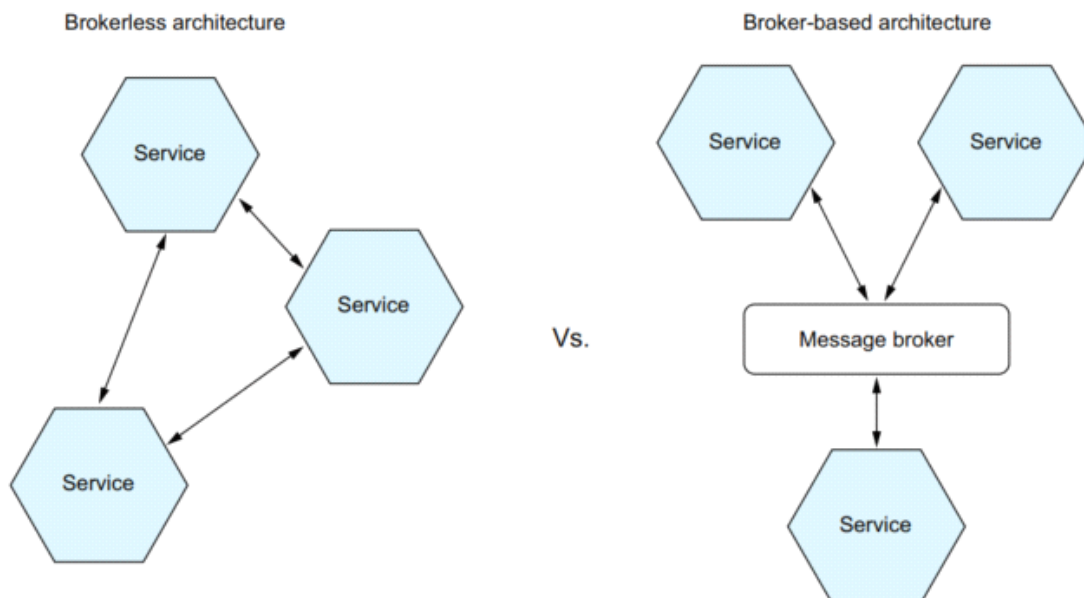 Brokerless architecture
Service
Service
Service
Vs.
Broker-based architecture
Service
Service
Message broker
Service